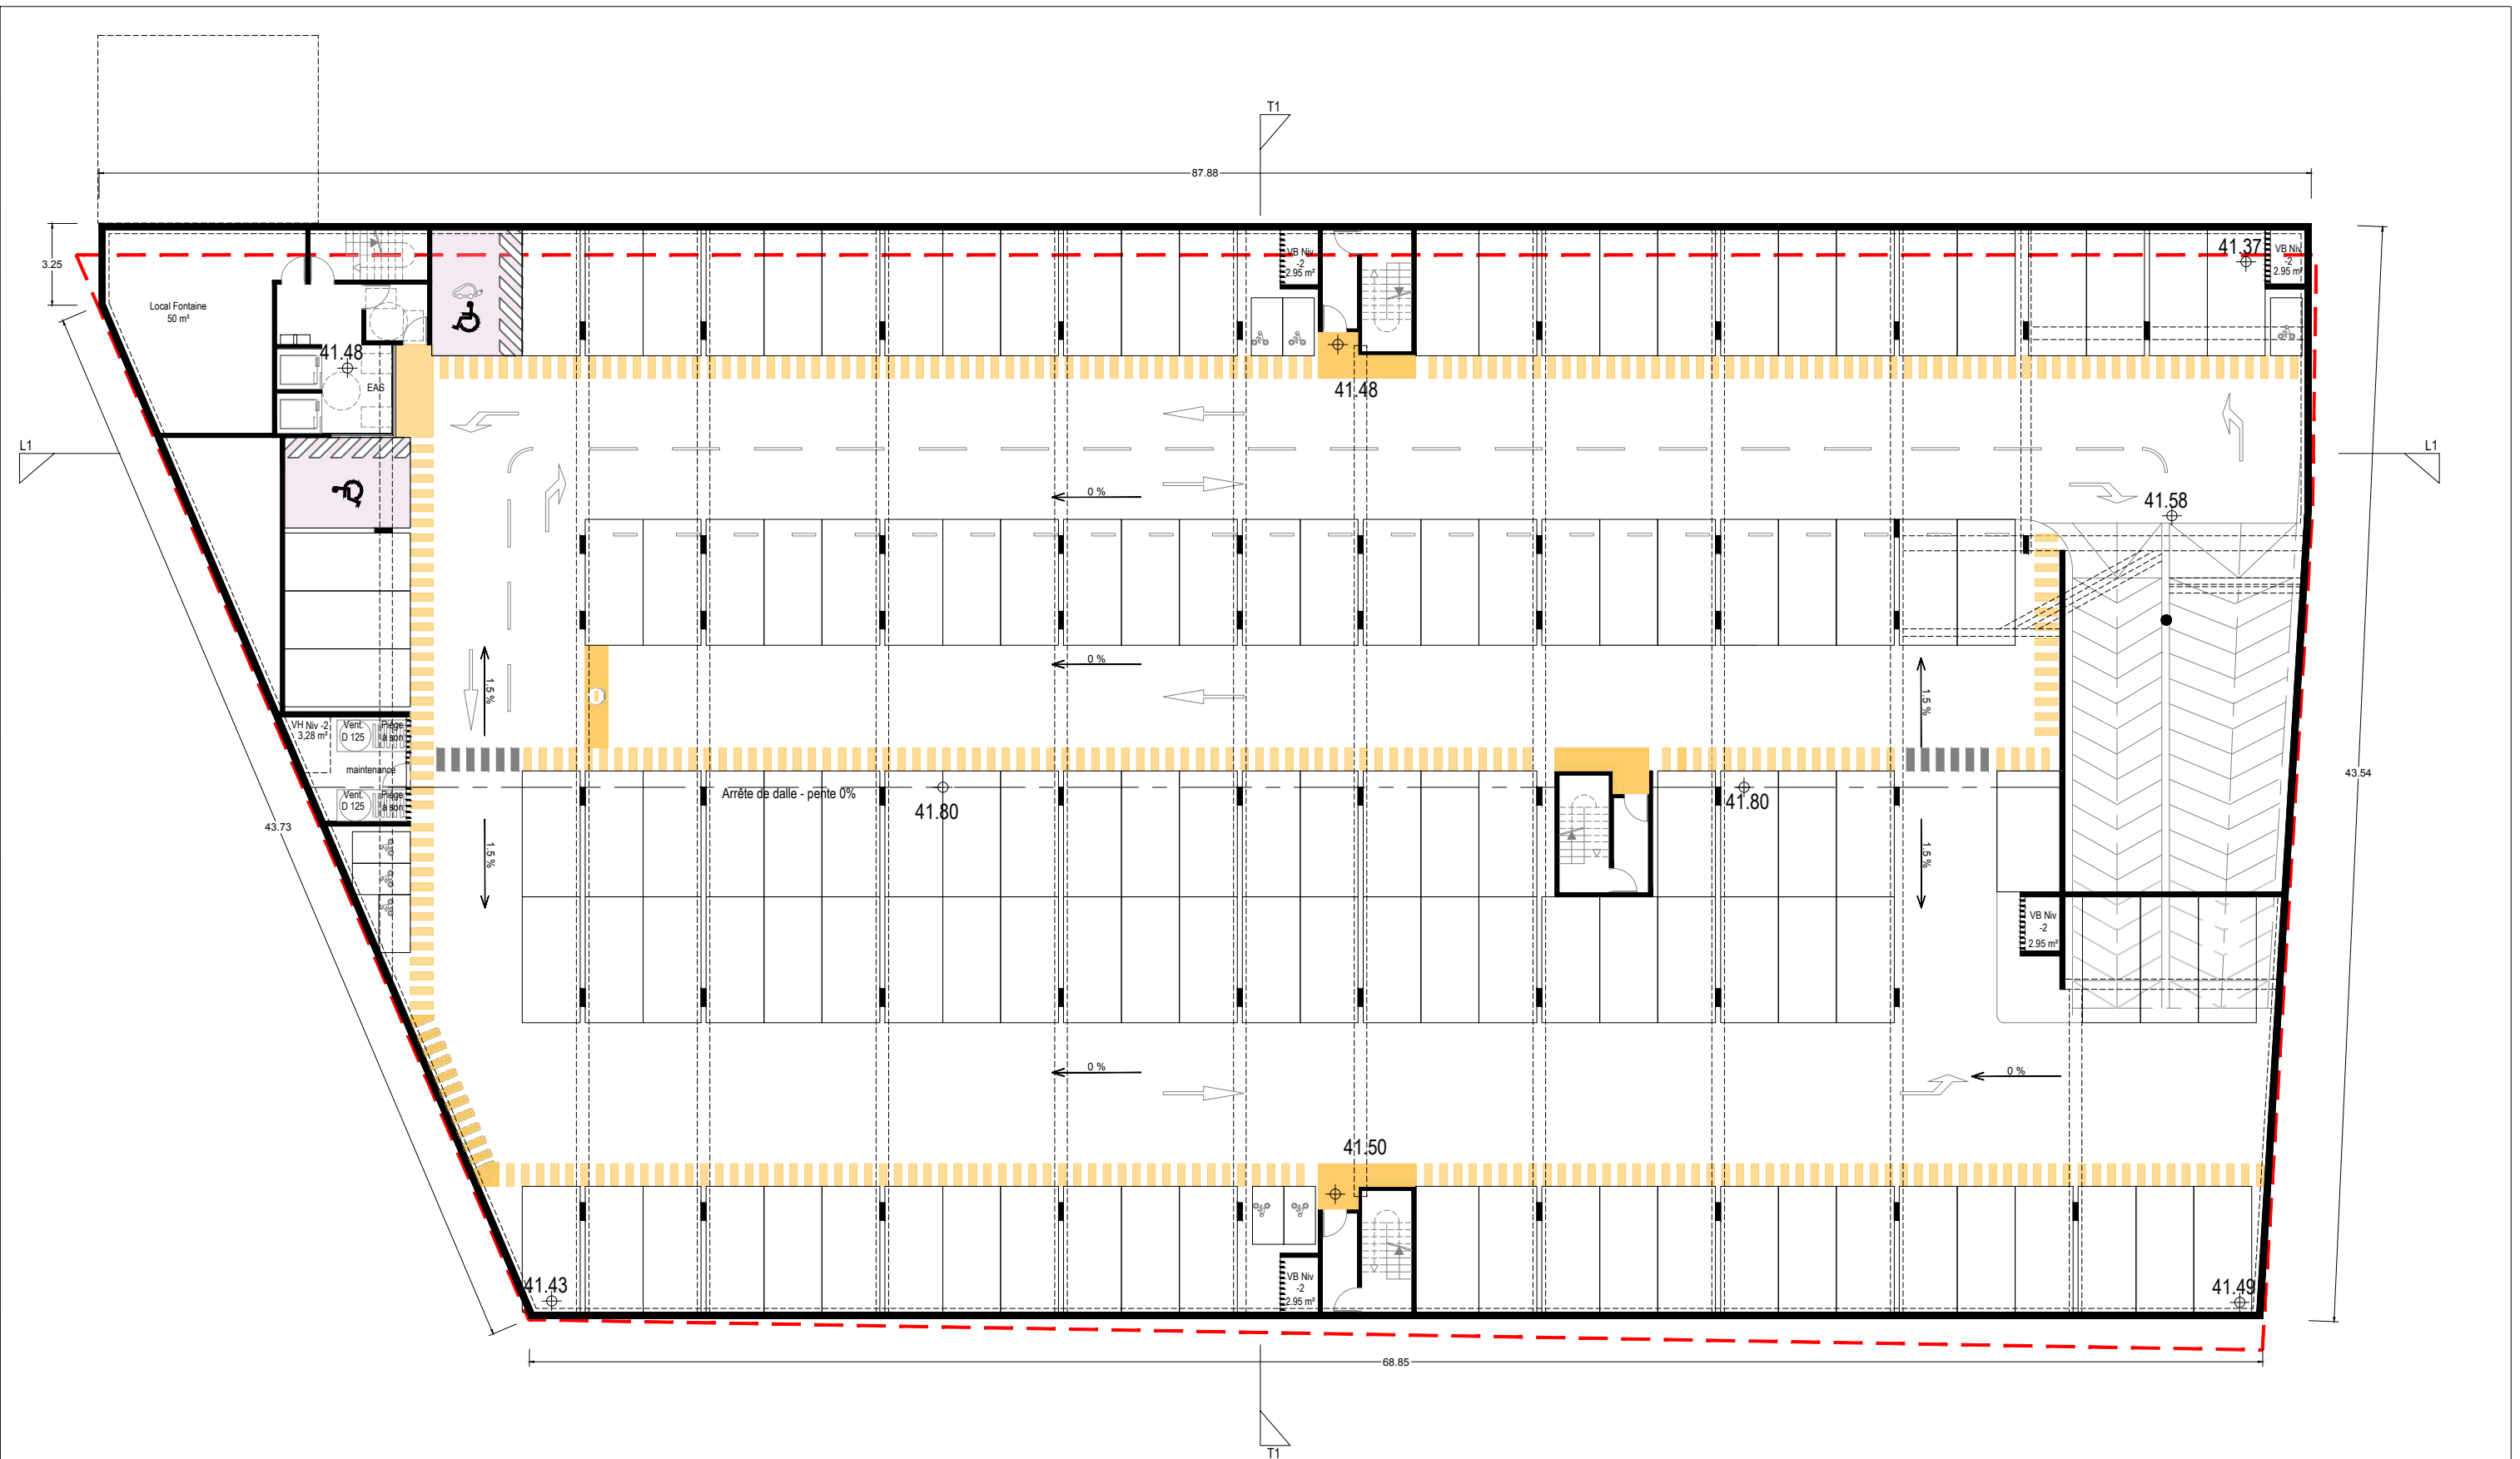 T1
87.88
3.25
41.37
VB Niv
-2
2.95 m²
VB Niv
-2
2.95 m²
Local Fontaine
50 m²
41.48
EAS
41.48
L1
L1
0 %
41.58
0 %
1.5 %
1.5 %
VH Niv -2
3,28 m²
Vent.
D 125
Piège
à son
maintenance
Vent.
D 125
Piège
à son
Arrête de dalle - pente 0%
41.80
41.80
43.54
43.73
1.5 %
1.5 %
VB Niv
-2
2.95 m²
0 %
0 %
41.50
41.43
VB Niv
-2
2.95 m²
41.49
68.85
T1